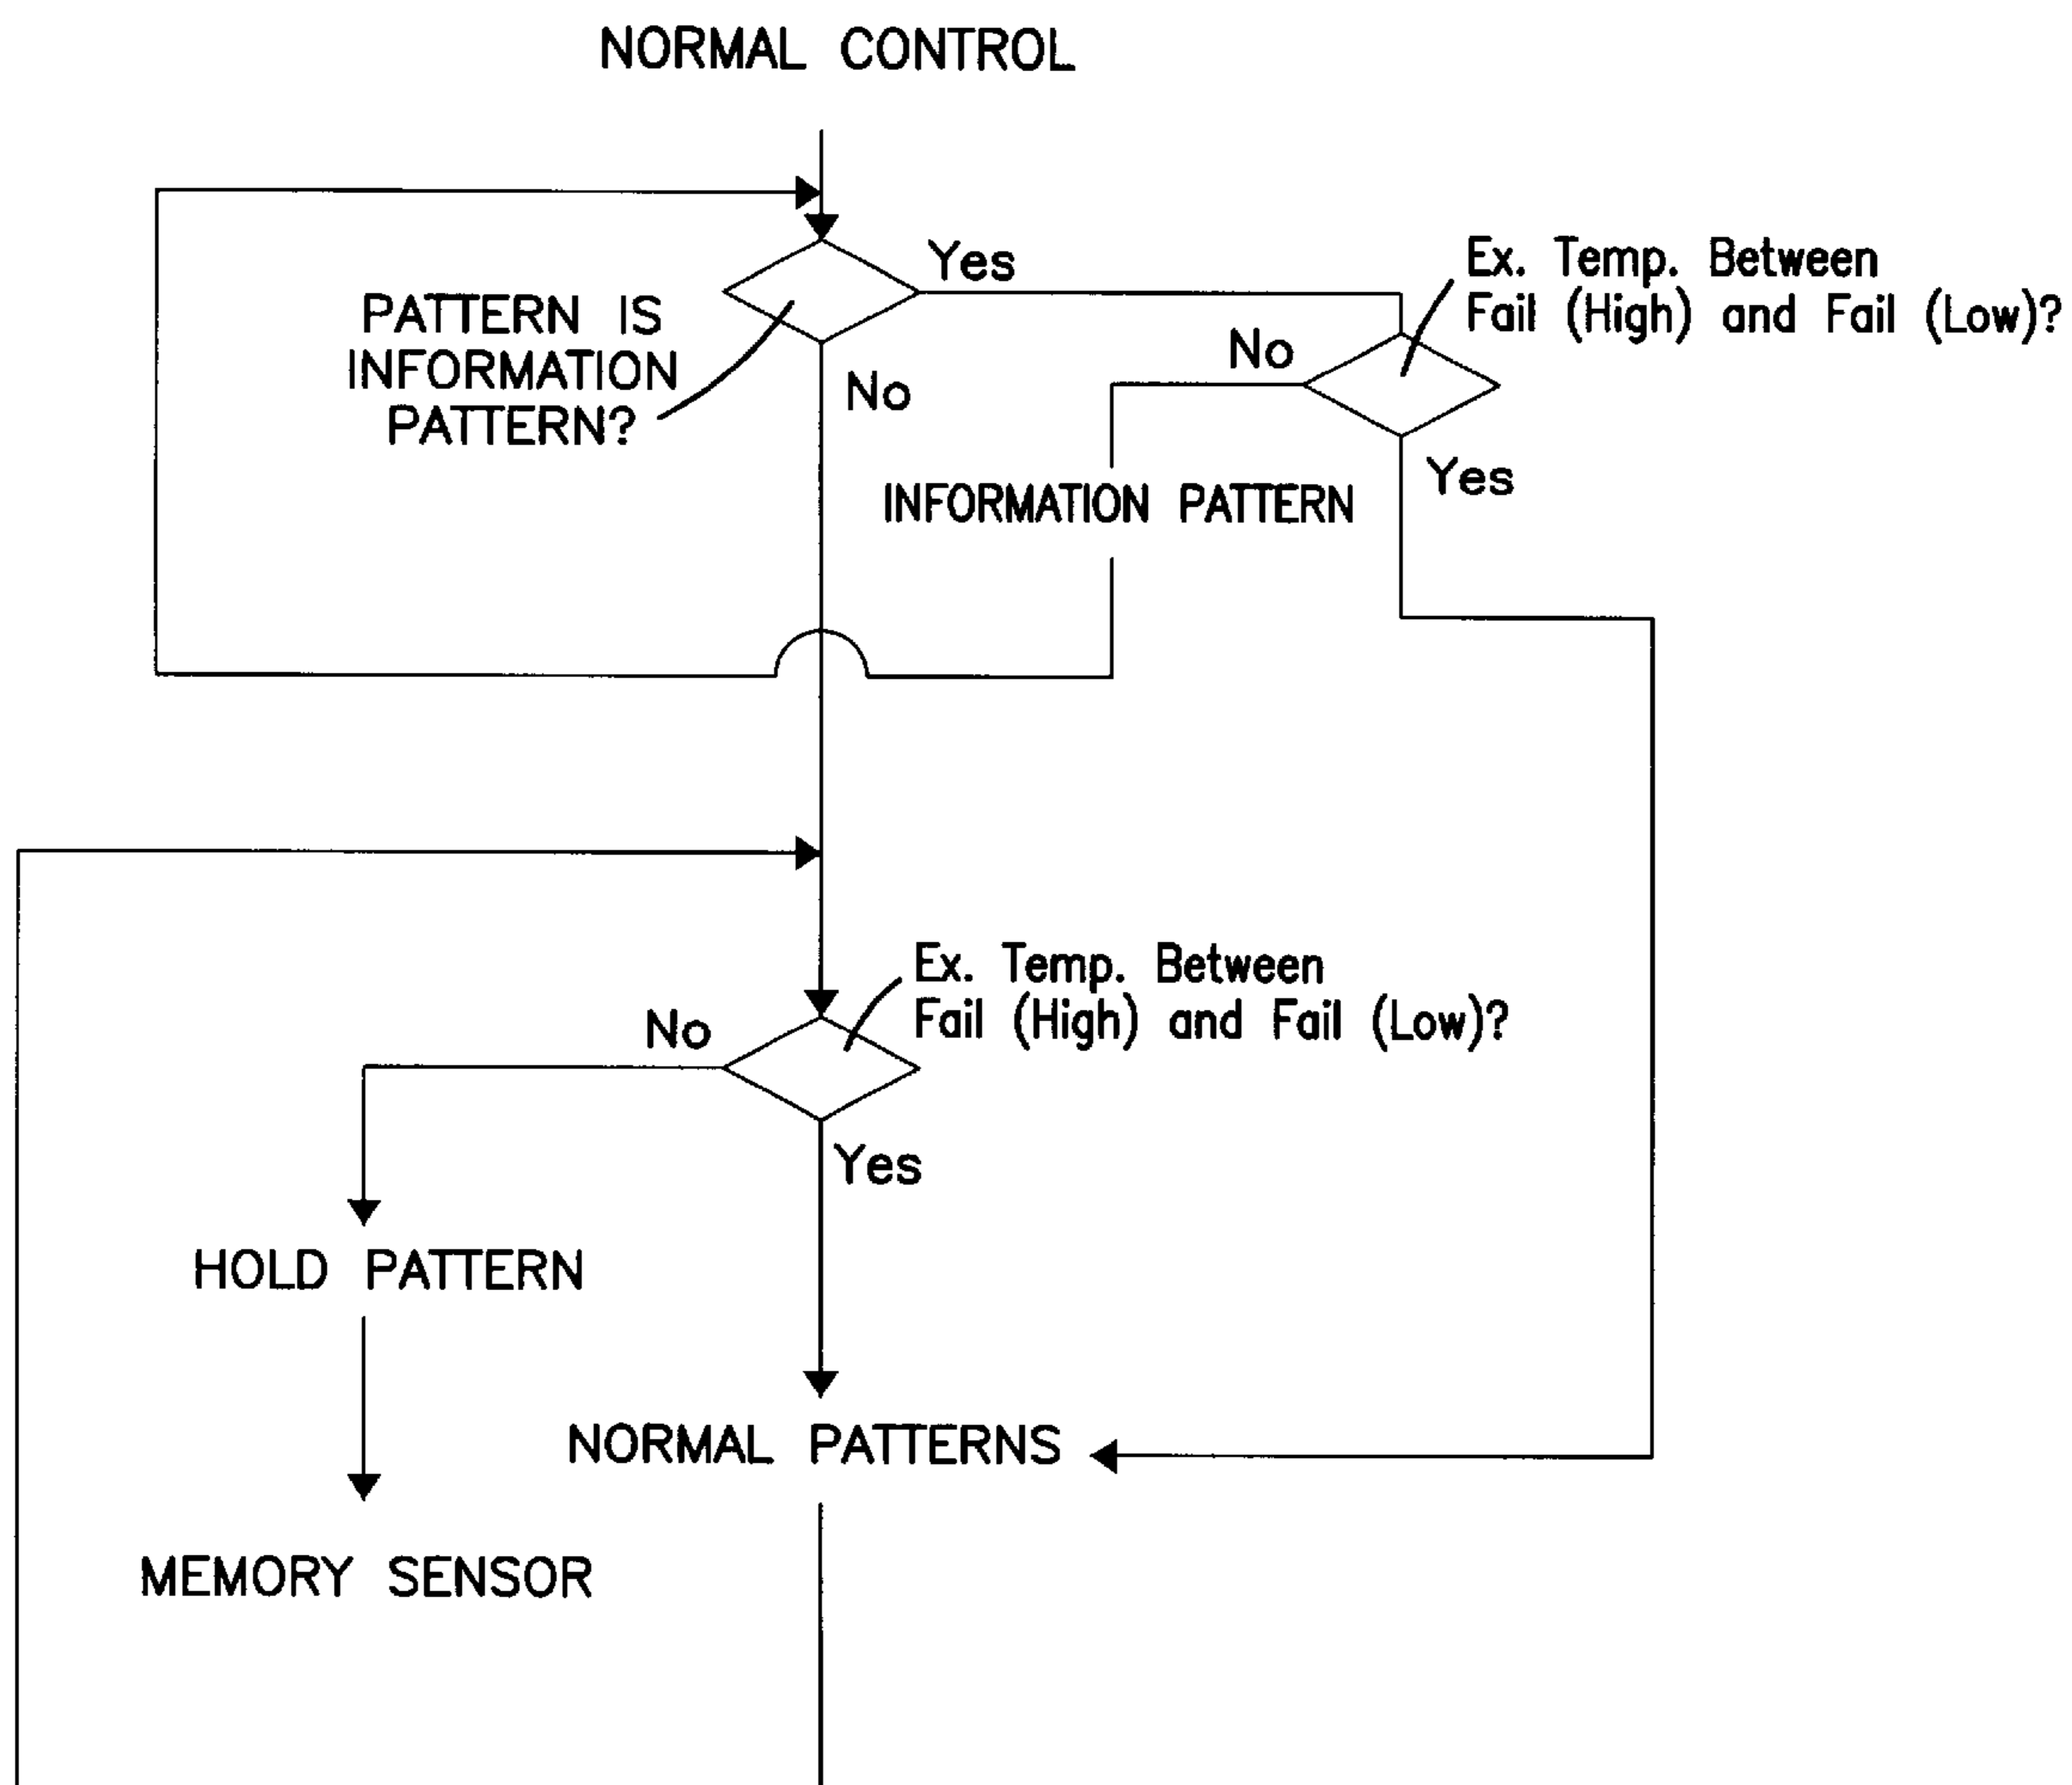 NORMAL CONTROL
Yes
Ex. Temp. Between
Fail (High) and Fail (Low)?
PATTERN IS
INFORMATION
PATTERN?
No
No
Yes
INFORMATION PATTERN
Ex. Temp. Between
Fail (High) and Fail (Low)?
No
Yes
HOLD PATTERN
NORMAL PATTERNS
MEMORY SENSOR